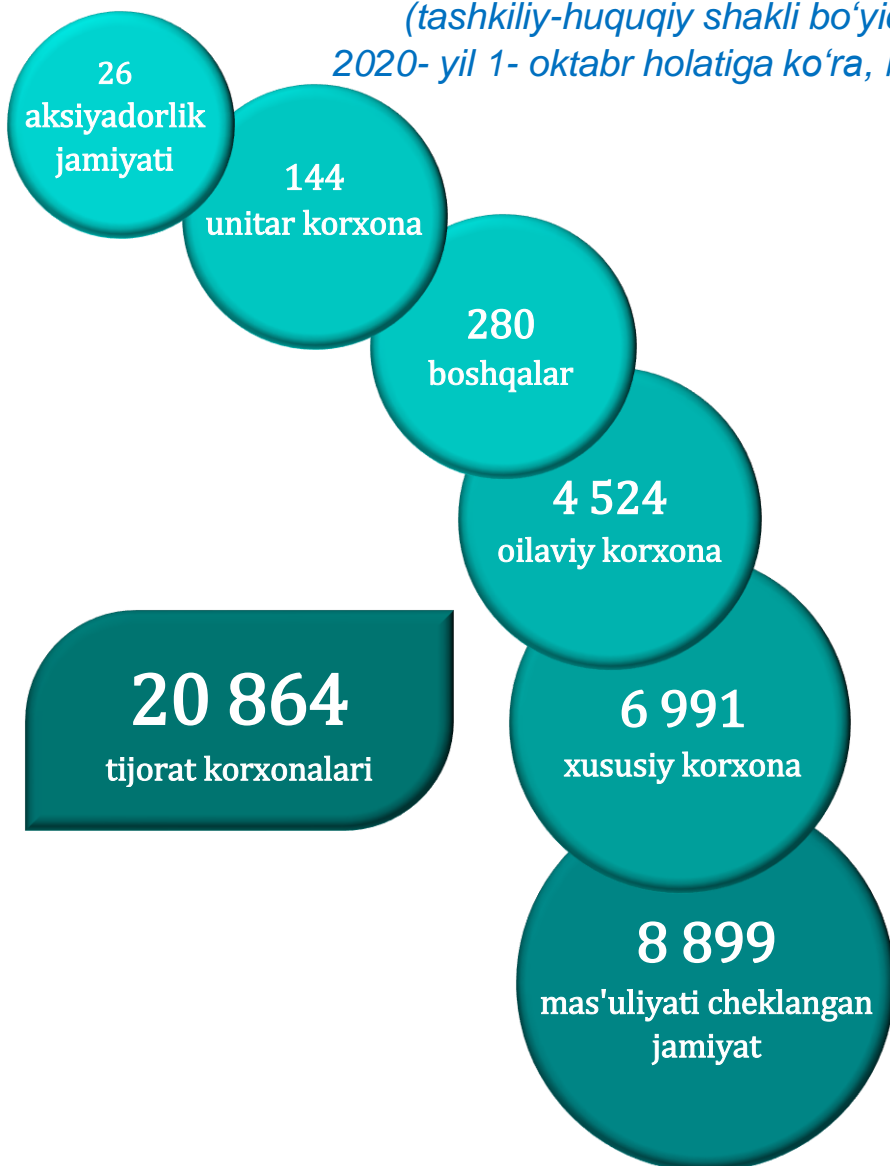 (tashkiliy-huquqiy shakli bo‘yic
2020- yil 1- oktabr holatiga ko‘ra,
26
aksiyadorlik
jamiyati
144
unitar korxona
280
boshqalar
4 524
oilaviy korxona
20 864
tijorat korxonalari
6 991
xususiy korxona
8 899
mas'uliyati cheklangan
jamiyat